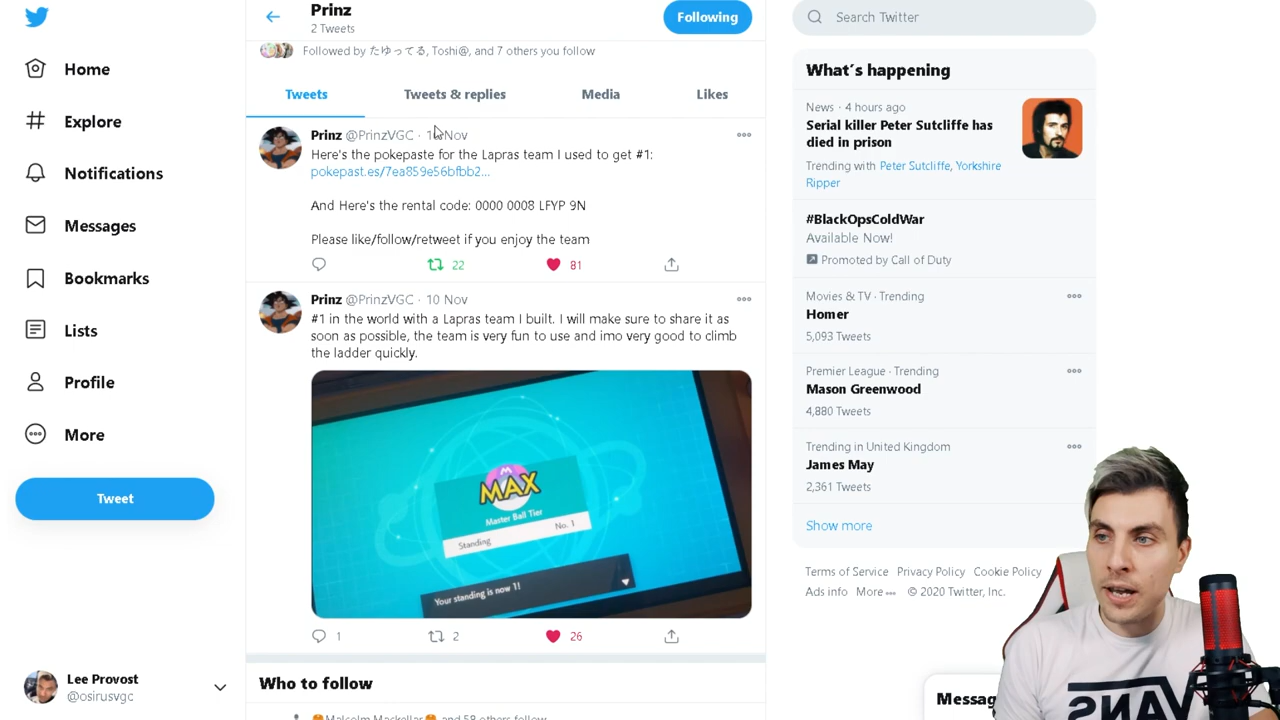 Prinz
2 Tweets
Following
Search Twitter
Followed by たゆってる, Toshi@, and 7 others you follow
Home
Explore
Notifications
Messages
Bookmarks
Lists
Profile
More
Tweet
Lee Provost
@osirusvgc
Tweets
Tweets & replies
Media
Likes
Prinz @PrinzVGC · Nov
Here's the pokepaste for the Lapras team I used to get #1:
pokepast.es/7ea859e56bfbb2...
And Here's the rental code: 0000 0008 LFYP 9N
Please like/follow/retweet if you enjoy the team
22
81
Prinz @PrinzVGC · 10 Nov
#1 in the world with a Lapras team I built. I will make sure to share it as
soon as possible, the team is very fun to use and imo very good to climb
the ladder quickly.
MAX
Master Ball Tier
Standing No. 1
Your standing is now 1!
1
2
26
Who to follow
Malcolm Mackellar and 58 others follow
What's happening
News · 4 hours ago
Serial killer Peter Sutcliffe has
died in prison
Trending with Peter Sutcliffe, Yorkshire
Ripper
#BlackOpsColdWar
Available Now!
Promoted by Call of Duty
Movies & TV · Trending
Homer
5,093 Tweets
Premier League · Trending
Mason Greenwood
4,880 Tweets
Trending in United Kingdom
James May
2,361 Tweets
Show more
Terms of Service Privacy Policy Cookie Policy
Ads info More ••• © 2020 Twitter, Inc.
VANS